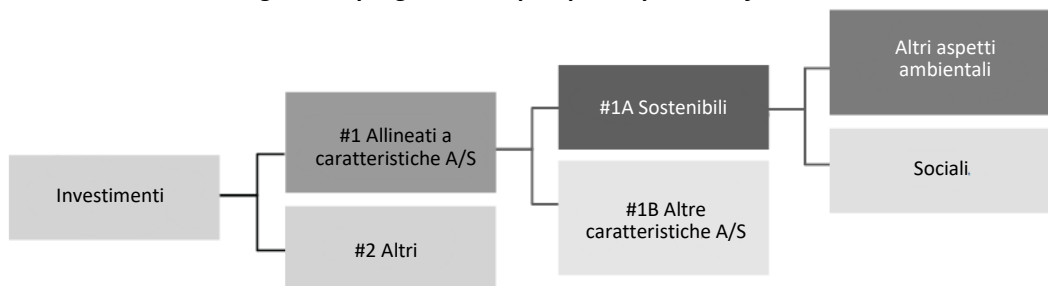 Investimenti
#1 Allineati a
caratteristiche A/S
#2 Altri
#1A Sostenibili
#1B Altre
caratteristiche A/S
Altri aspetti
ambientali
Sociali.